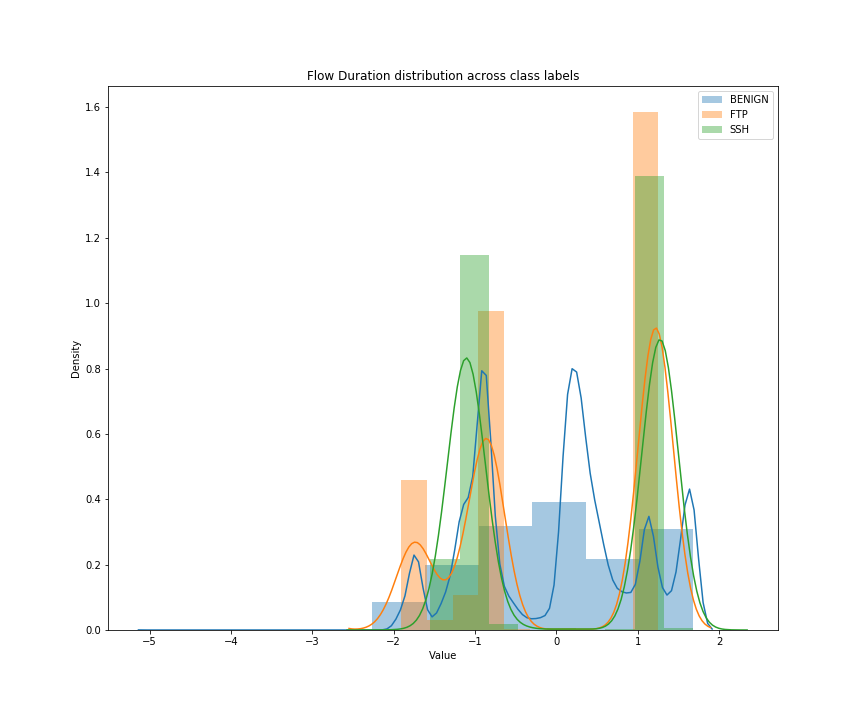 Flow Duration distribution across class labels
BENIGN
FTP
SSH
1.6
1.4
1.2
1.0
0.8
0.6
0.4
0.2
0.0
Density
−5 −4 −3 −2 −1 0 1 2
Value